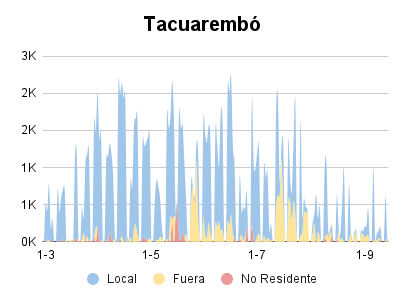 Tacuarembó
3K
2K
2K
1K
1K
0K
1-3 1-5 1-7 1-9
Local Fuera No Residente